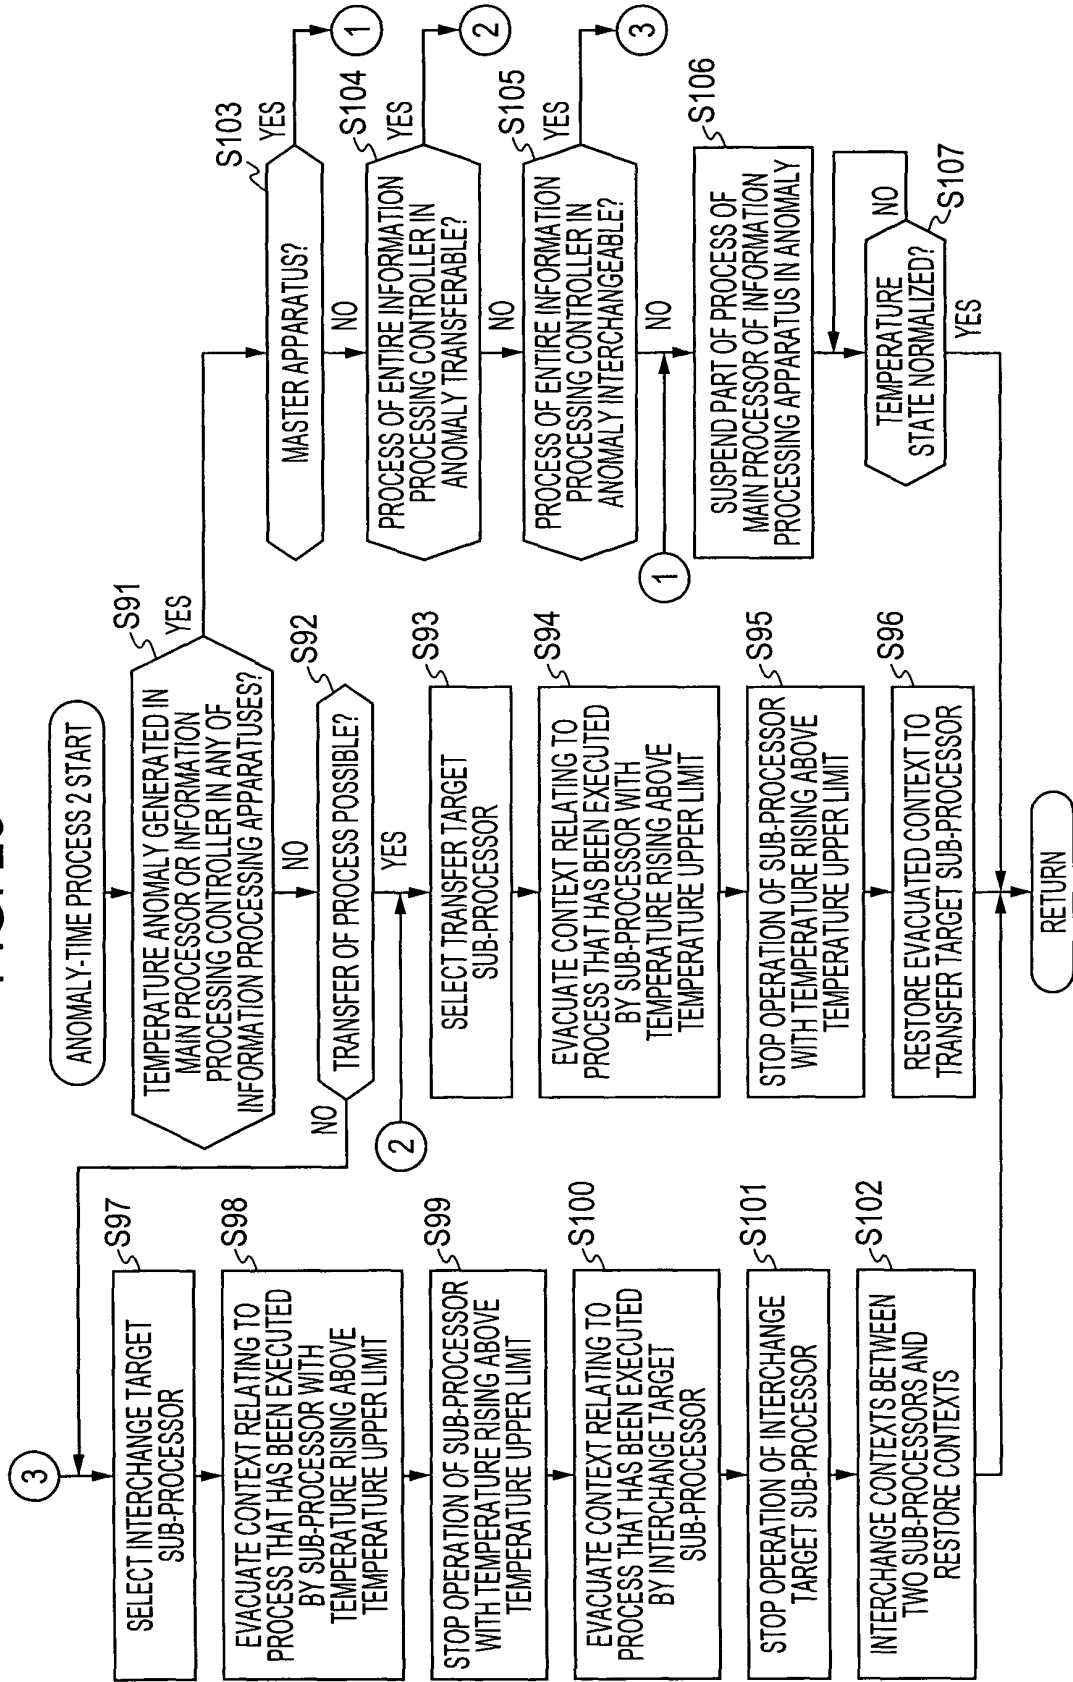 ANOMALY-TIME PROCESS 2 START
S91
TEMPERATURE ANOMALY GENERATED IN
MAIN PROCESSOR OR INFORMATION
PROCESSING CONTROLLER IN ANY OF
INFORMATION PROCESSING APPARATUSES?
YES
NO
S92
TRANSFER OF PROCESS POSSIBLE?
NO
YES
2
S93
SELECT TRANSFER TARGET
SUB-PROCESSOR
S94
EVACUATE CONTEXT RELATING TO
PROCESS THAT HAS BEEN EXECUTED
BY SUB-PROCESSOR WITH
TEMPERATURE RISING ABOVE
TEMPERATURE UPPER LIMIT
S95
STOP OPERATION OF SUB-PROCESSOR
WITH TEMPERATURE RISING ABOVE
TEMPERATURE UPPER LIMIT
S96
RESTORE EVACUATED CONTEXT TO
TRANSFER TARGET SUB-PROCESSOR
3
S97
SELECT INTERCHANGE TARGET
SUB-PROCESSOR
S98
EVACUATE CONTEXT RELATING TO
PROCESS THAT HAS BEEN EXECUTED
BY SUB-PROCESSOR WITH
TEMPERATURE RISING ABOVE
TEMPERATURE UPPER LIMIT
S99
STOP OPERATION OF SUB-PROCESSOR
WITH TEMPERATURE RISING ABOVE
TEMPERATURE UPPER LIMIT
S100
EVACUATE CONTEXT RELATING TO
PROCESS THAT HAS BEEN EXECUTED
BY INTERCHANGE TARGET
SUB-PROCESSOR
S101
STOP OPERATION OF INTERCHANGE
TARGET SUB-PROCESSOR
S102
INTERCHANGE CONTEXTS BETWEEN
TWO SUB-PROCESSORS AND
RESTORE CONTEXTS
S103
MASTER APPARATUS?
YES
1
NO
S104
PROCESS OF ENTIRE INFORMATION
PROCESSING CONTROLLER IN
ANOMALY TRANSFERABLE?
YES
2
NO
S105
PROCESS OF ENTIRE INFORMATION
PROCESSING CONTROLLER IN
ANOMALY INTERCHANGEABLE?
YES
3
NO
1
S106
SUSPEND PART OF PROCESS OF
MAIN PROCESSOR OF INFORMATION
PROCESSING APPARATUS IN ANOMALY
S107
TEMPERATURE
STATE NORMALIZED?
NO
YES
RETURN